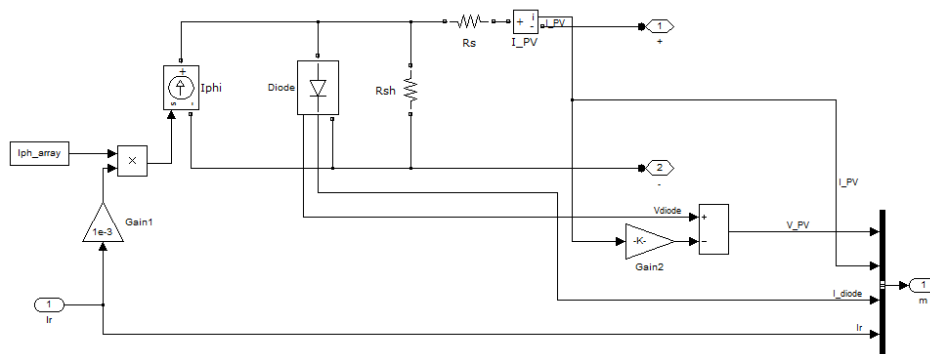 i
+
-
I_PV
1
+
Rs
I_PV
+
Iphi
s
-
Diode
Rsh
Iph_array
×
2
-
I_PV
Gain1
1e-3
Vdiode
+
-K-
−
V_PV
Gain2
1
m
I_diode
1
Ir
Ir